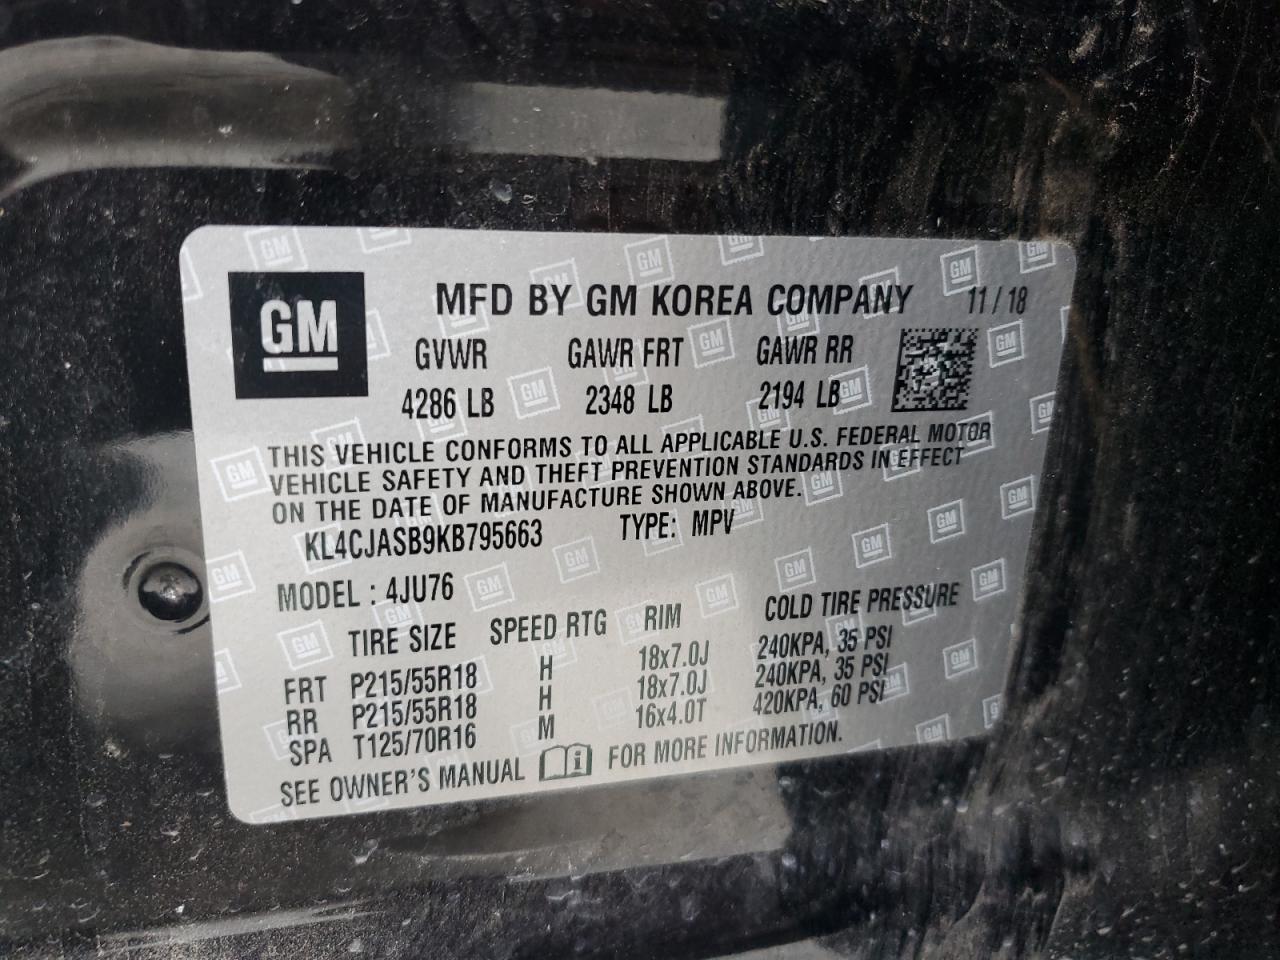 GM
MFD BY GM KOREA COMPANY 11 / 18
GVWR GAWR FRT GAWR RR
4286 LB 2348 LB 2194 LB
THIS VEHICLE CONFORMS TO ALL APPLICABLE U.S. FEDERAL MOTOR
VEHICLE SAFETY AND THEFT PREVENTION STANDARDS IN EFFECT
ON THE DATE OF MANUFACTURE SHOWN ABOVE.
KL4CJASB9KB795663 TYPE: MPV
MODEL : 4JU76
TIRE SIZE SPEED RTG RIM COLD TIRE PRESSURE
FRT P215/55R18 H 18x7.0J 240KPA, 35 PSI
RR P215/55R18 H 18x7.0J 240KPA, 35 PSI
SPA T125/70R16 M 16x4.0T 420KPA, 60 PSI
SEE OWNER'S MANUAL i FOR MORE INFORMATION.